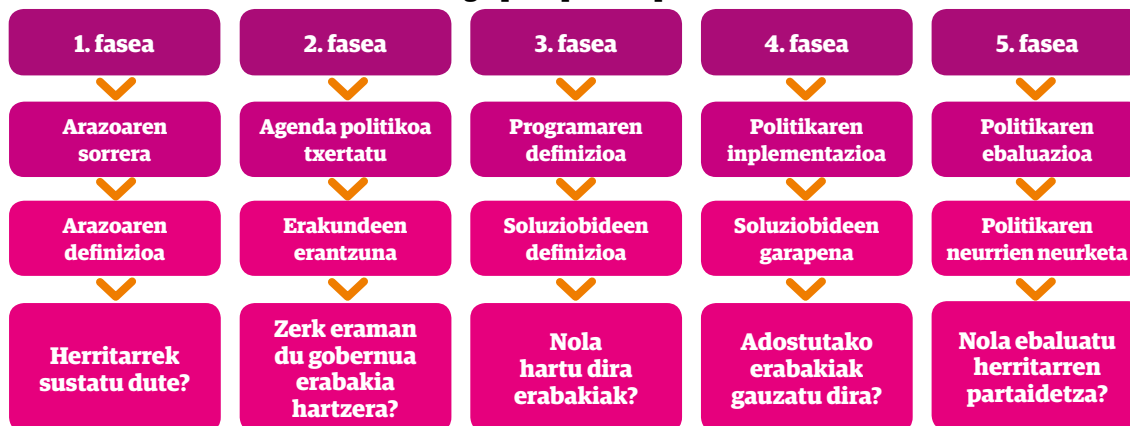 1. fasea
Arazoaren
sorrera
Arazoaren
definizioa
Herritarrek
sustatu dute?
2. fasea
Agenda politikoa
txertatu
Erakundeen
erantzuna
Zerk eraman
du gobernua
erabakia
hartzera?
3. fasea
Programaren
definizioa
Soluziobideen
definizioa
Nola
hartu dira
erabakiak?
4. fasea
Politikaren
inplementazioa
Soluziobideen
garapena
Adostutako
erabakiak
gauzatu dira?
5. fasea
Politikaren
ebaluazioa
Politikaren
neurrien neurketa
Nola ebaluatu
herritarren
partaidetza?